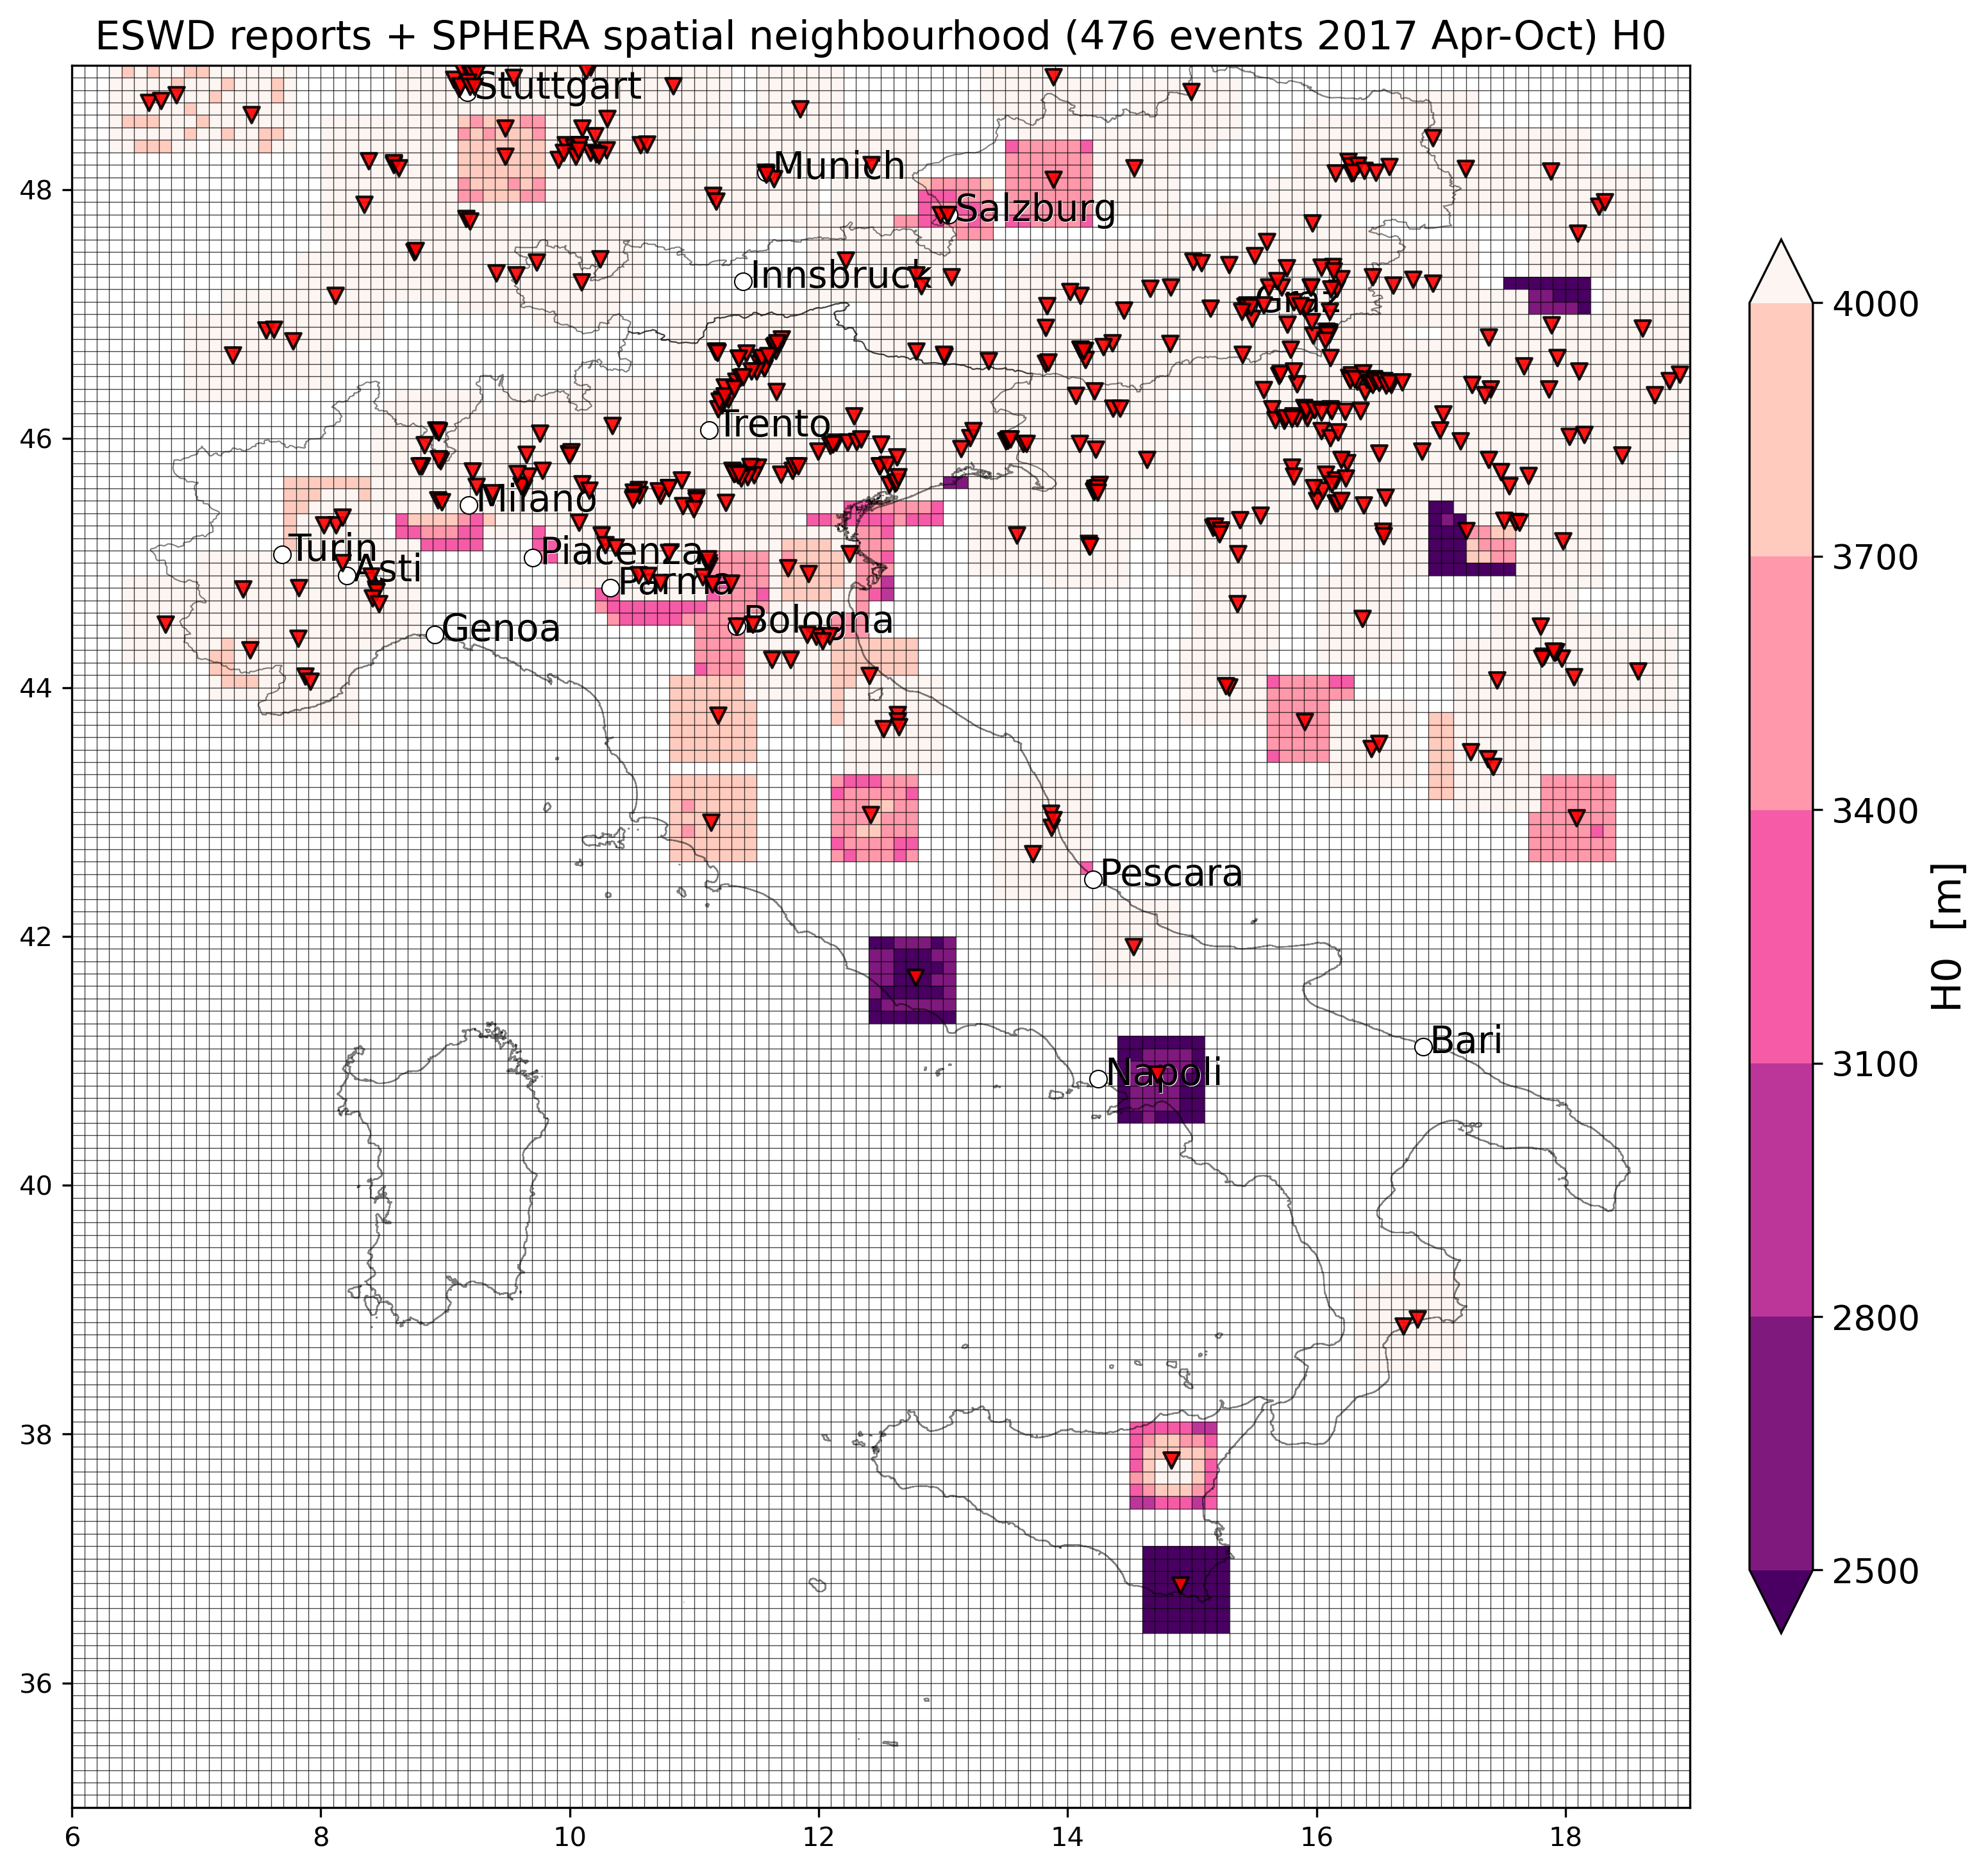 ESWD reports + SPHERA spatial neighbourhood (476 events 2017 Apr-Oct) H0
Stuttgart
Munich
Salzburg
Innsbruck
Graz
Trento
Milano
Turin
Piacenza
Asti
Parma
Bologna
Genoa
Pescara
Bari
Napoli
48
46
44
42
40
38
36
6 8 10 12 14 16 18
4000
3700
3400
3100
2800
2500
H0 [m]